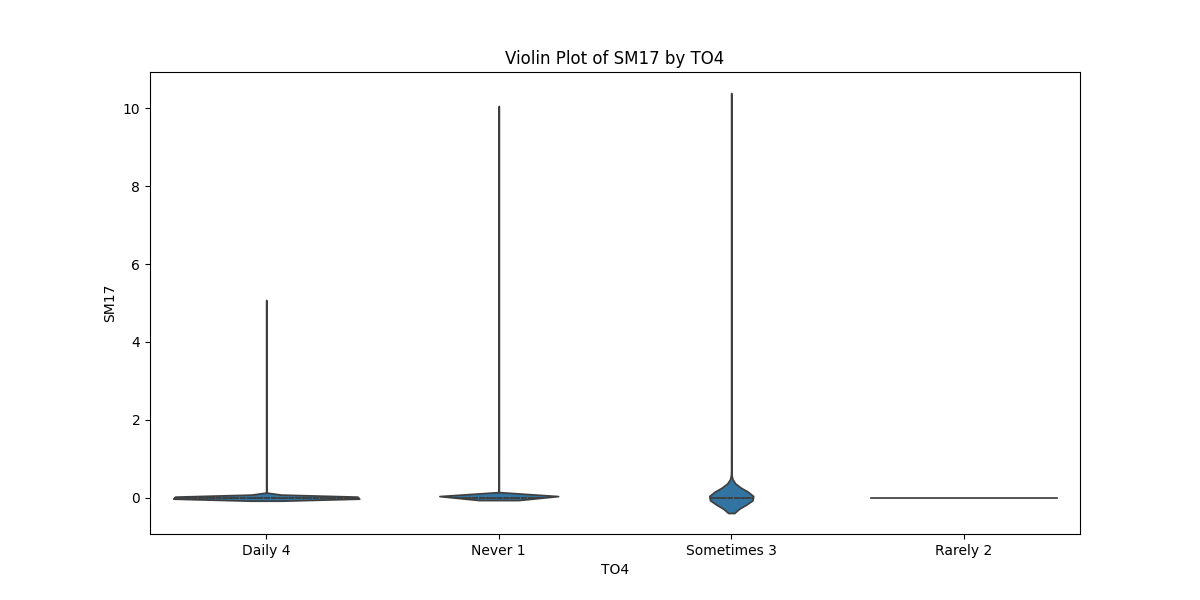 Violin Plot of SM17 by TO4
10
8
6
4
2
0
SM17
Daily 4
Never 1
Sometimes 3
Rarely 2
TO4